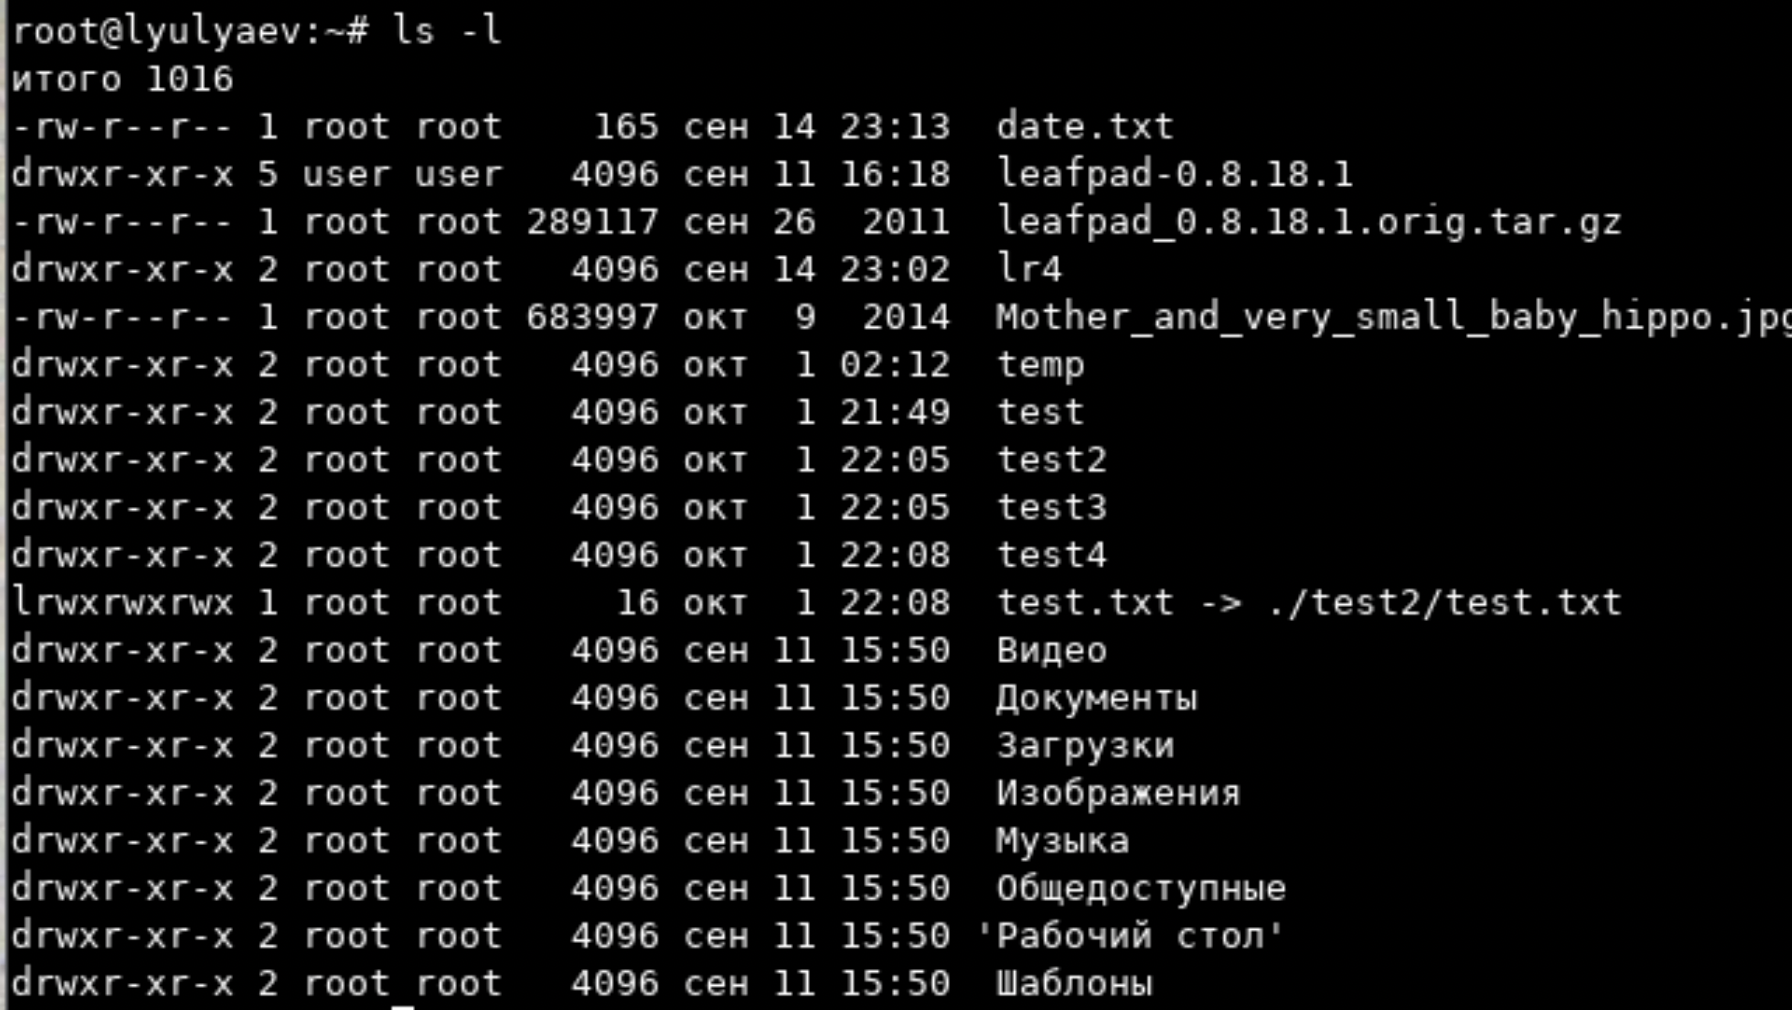 root@lyulyaev:~# ls -l
итого 1016
-rw-r--r-- 1 root root    165 сен 14 23:13  date.txt
drwxr-xr-x 5 user user   4096 сен 11 16:18  leafpad-0.8.18.1
-rw-r--r-- 1 root root 289117 сен 26  2011  leafpad_0.8.18.1.orig.tar.gz
drwxr-xr-x 2 root root   4096 сен 14 23:02  lr4
-rw-r--r-- 1 root root 683997 окт  9  2014  Mother_and_very_small_baby_hippo.jpg
drwxr-xr-x 2 root root   4096 окт  1 02:12  temp
drwxr-xr-x 2 root root   4096 окт  1 21:49  test
drwxr-xr-x 2 root root   4096 окт  1 22:05  test2
drwxr-xr-x 2 root root   4096 окт  1 22:05  test3
drwxr-xr-x 2 root root   4096 окт  1 22:08  test4
lrwxrwxrwx 1 root root     16 окт  1 22:08  test.txt -> ./test2/test.txt
drwxr-xr-x 2 root root   4096 сен 11 15:50  Видео
drwxr-xr-x 2 root root   4096 сен 11 15:50  Документы
drwxr-xr-x 2 root root   4096 сен 11 15:50  Загрузки
drwxr-xr-x 2 root root   4096 сен 11 15:50  Изображения
drwxr-xr-x 2 root root   4096 сен 11 15:50  Музыка
drwxr-xr-x 2 root root   4096 сен 11 15:50  Общедоступные
drwxr-xr-x 2 root root   4096 сен 11 15:50 'Рабочий стол'
drwxr-xr-x 2 root root   4096 сен 11 15:50  Шаблоны